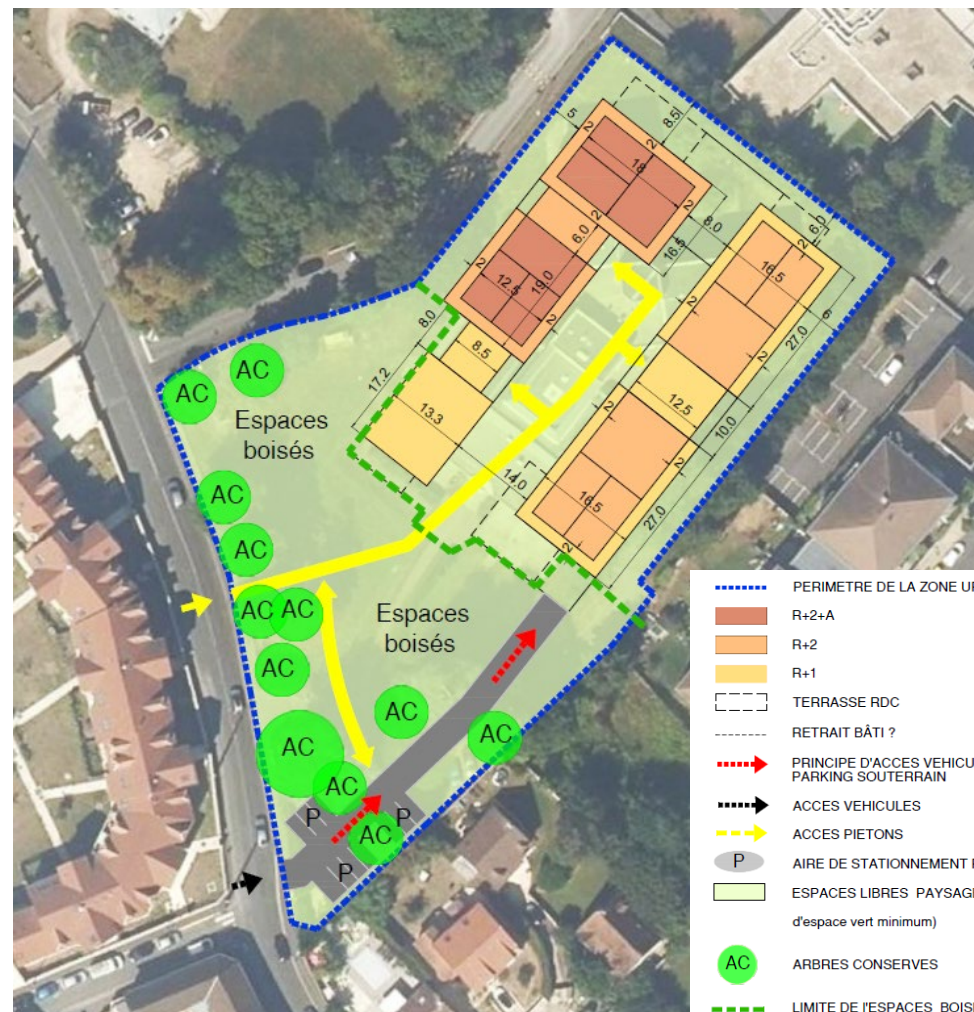 5
2
2
8.5
18
2
2
8.0
6.0
2
6.0
16.5
16.5
2
19.0
12.5
2
2
2
6
27.0
8.0
8.5
2
17.2
13.3
2
12.5
10.0
14.0
2
16.5
27.0
2
AC
AC
Espaces
boisés
AC
AC
AC
AC
Espaces
boisés
AC
AC
AC
AC
AC
AC
P
P
P
PERIMETRE DE LA ZONE
R+2+A
R+2
R+1
TERRASSE RDC
RETRAIT BÂTI ?
PRINCIPE D'ACCES VEHICU
PARKING SOUTERRAIN
ACCES VEHICULES
ACCES PIETONS
P
AIRE DE STATIONNEMENT
ESPACES LIBRES PAYSAG
d'espace vert minimum)
AC
ARBRES CONSERVES
LIMITE DE l'ESPACES BOIS